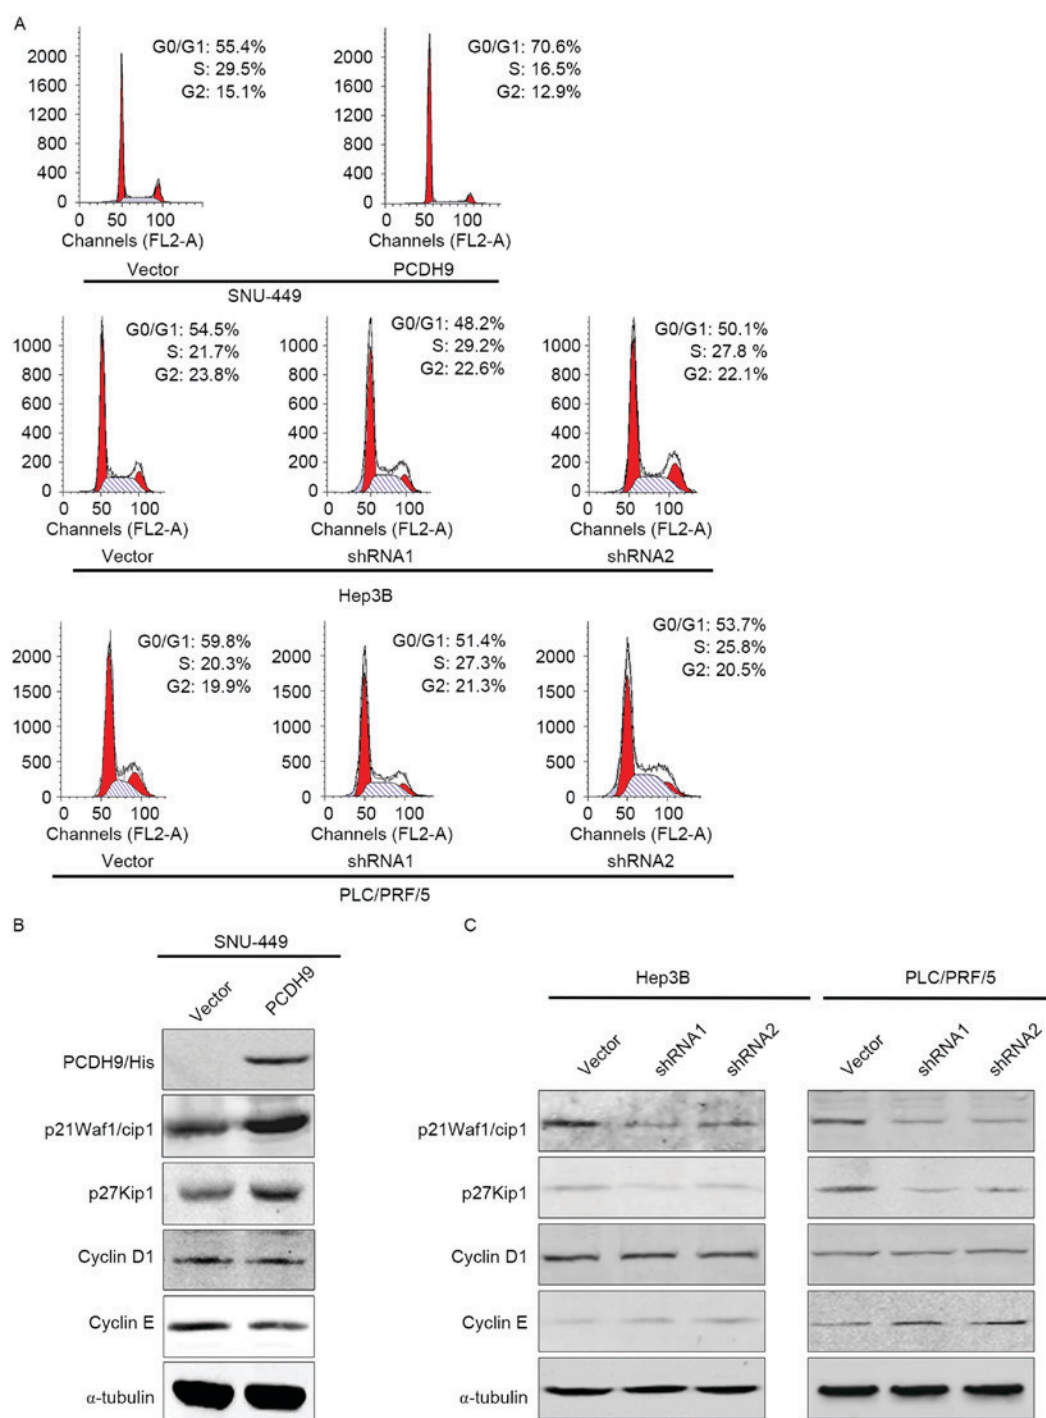 A
G0/G1: 55.4%
S: 29.5%
G2: 15.1%
2000
1600
1200
800
400
0
0 50 100
Channels (FL2-A)
Vector
G0/G1: 70.6%
S: 16.5%
G2: 12.9%
2000
1600
1200
800
400
0
0 50 100
Channels (FL2-A)
PCDH9
SNU-449
G0/G1: 54.5%
S: 21.7%
G2: 23.8%
1000
800
600
400
200
0
0 50 100
Channels (FL2-A)
Vector
G0/G1: 48.2%
S: 29.2%
G2: 22.6%
1000
800
600
400
200
0
0 50 100
Channels (FL2-A)
shRNA1
G0/G1: 50.1%
S: 27.8 %
G2: 22.1%
1000
800
600
400
200
0
0 50 100
Channels (FL2-A)
shRNA2
Hep3B
G0/G1: 59.8%
S: 20.3%
G2: 19.9%
2000
1500
1000
500
0
0 50 100
Channels (FL2-A)
Vector
G0/G1: 51.4%
S: 27.3%
G2: 21.3%
2000
1500
1000
500
0
0 50 100
Channels (FL2-A)
shRNA1
G0/G1: 53.7%
S: 25.8%
G2: 20.5%
2000
1500
1000
500
0
0 50 100
Channels (FL2-A)
shRNA2
PLC/PRF/5
B
SNU-449
Vector PCDH9
PCDH9/His
p21Waf1/cip1
p27Kip1
Cyclin D1
Cyclin E
α-tubulin
C
Hep3B PLC/PRF/5
Vector shRNA1 shRNA2 Vector shRNA1 shRNA2
p21Waf1/cip1
p27Kip1
Cyclin D1
Cyclin E
α-tubulin